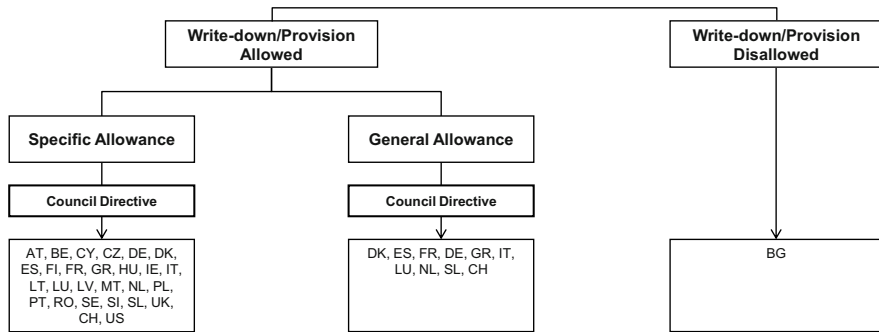 Write-down/Provision
Allowed
Write-down/Provision
Disallowed
Specific Allowance
General Allowance
Council Directive
Council Directive
AT, BE, CY, CZ, DE, DK,
ES, FI, FR, GR, HU, IE, IT,
LT, LU, LV, MT, NL, PL,
PT, RO, SE, SI, SL, UK,
CH, US
DK, ES, FR, DE, GR, IT,
LU, NL, SL, CH
BG